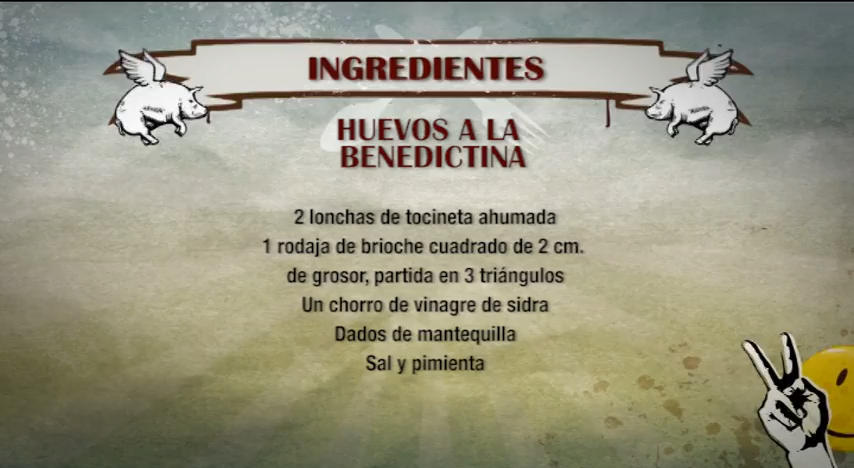 INGREDIENTES
HUEVOS A LA
BENEDICTINA
2 lonchas de tocineta ahumada
1 rodaja de brioche cuadrado de 2 cm.
de grosor, partida en 3 triángulos
Un chorro de vinagre de sidra
Dados de mantequilla
Sal y pimienta